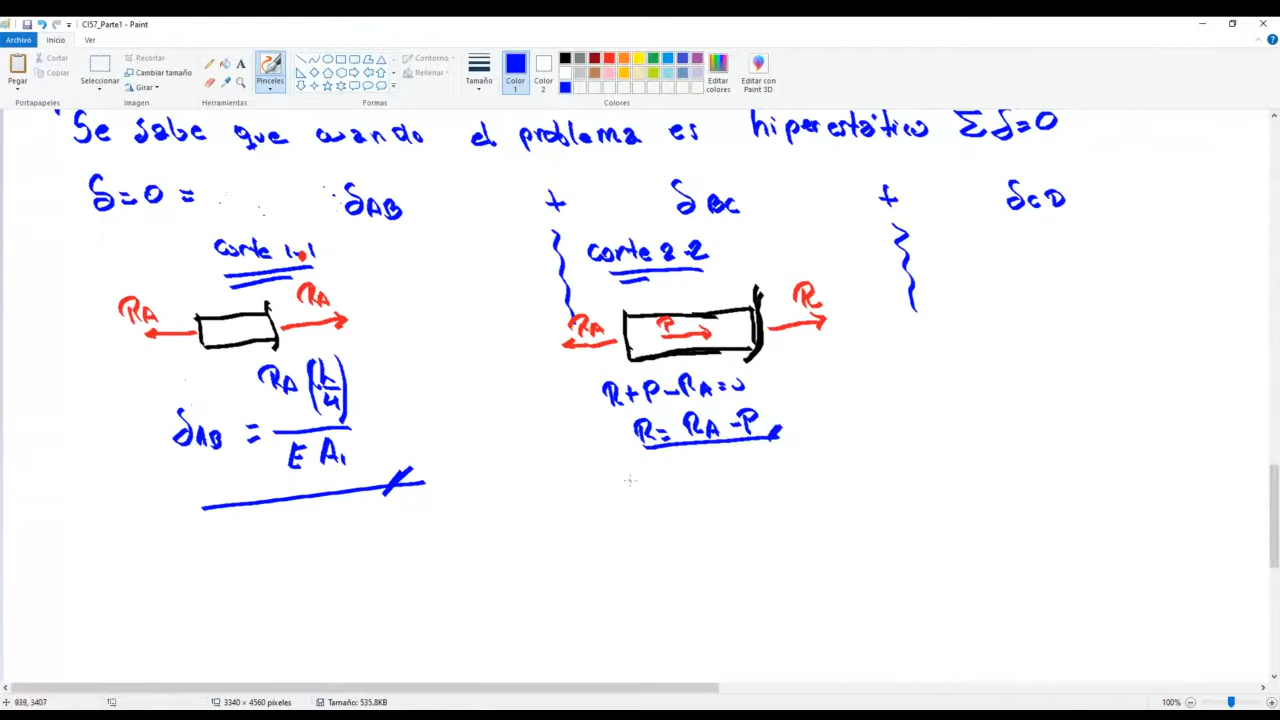 CI57_Parte1 - Paint
Archivo Inicio Ver
Pegar
Cortar
Copiar
Portapapeles
Seleccionar
Recortar
Cambiar tamaño
Girar
Imagen
A
Herramientas
Pinceles
Contorno
Rellenar
Formas
Tamaño
Color 1
Color 2
Editar colores
Editar con Paint 3D
Colores
Se sabe que cuando el problema es hiperestático Σδ=0
δ=0= δAB + δBC + δCD
corte 1-1
corte 2-2
RA RA
RA P R
RA (L/4)
δAB = ———
E A1
R+P-RA=0
R= RA-P
939, 3407
3340 × 4560 píxeles
Tamaño: 535.8KB
100%